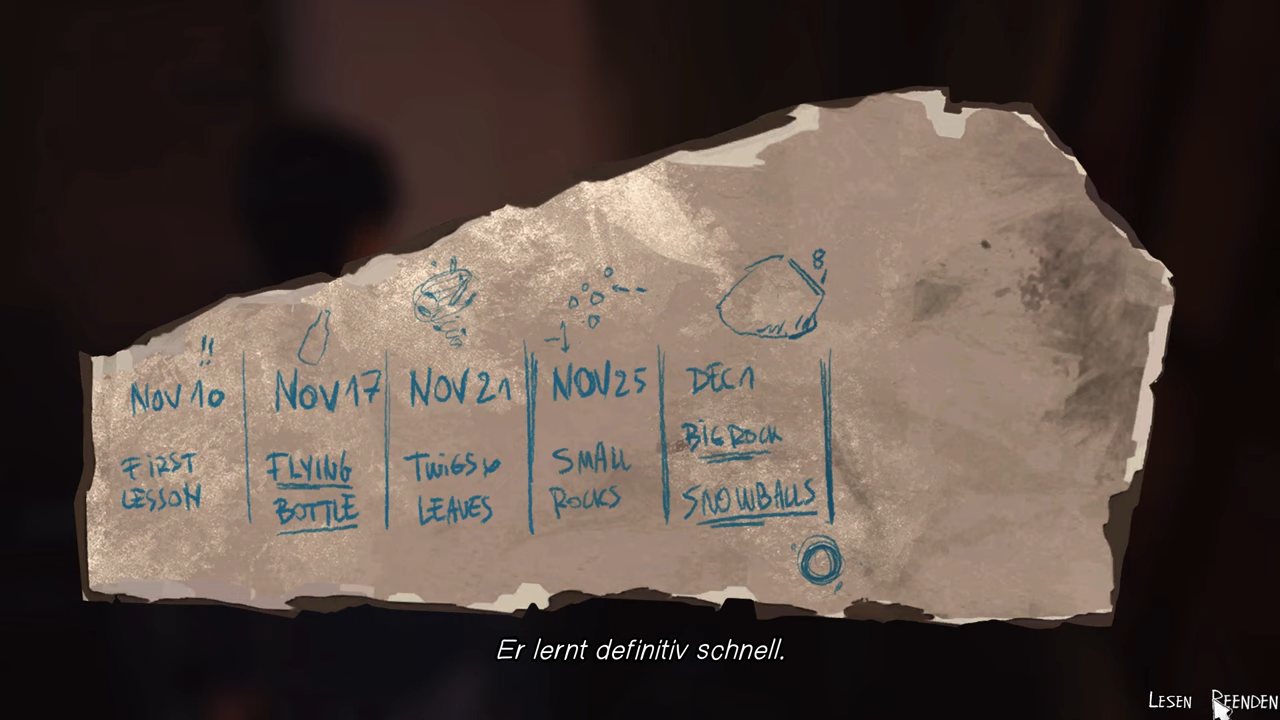 !!
8
NOV 10
NOV 17
NOV 21
NOV 25
DEC 1
FIRST
LESSON
FLYING
BOTTLE
TWIGS &
LEAVES
SMALL
ROCKS
BIG ROCK
SNOWBALLS
Er lernt definitiv schnell.
LESEN BEENDEN